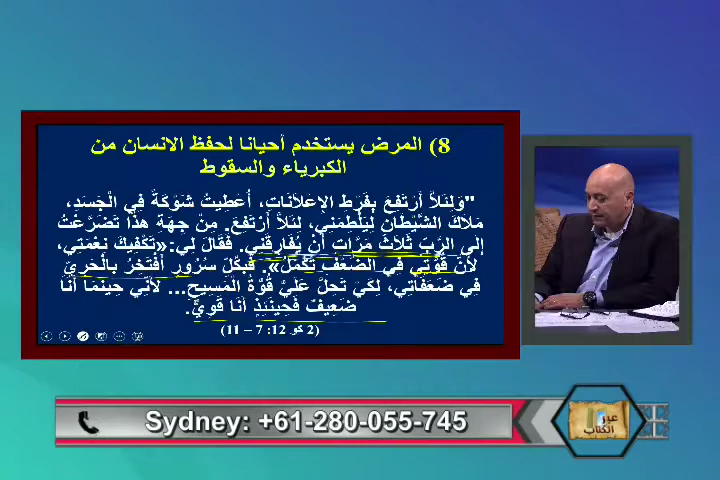 8) المرض يستخدم أحيانا لحفظ الانسان من
الكبرياء والسقوط
"وَلِئَلاَّ أَرْتَفِعَ بِفَرْطِ الإِعْلاَنَاتِ، أُعْطِيتُ شَوْكَةً فِي الْجَسَدِ،
مَلاَكَ الشَّيْطَانِ لِيَلْطِمَنِي، لِئَلاَّ أَرْتَفِعَ. مِنْ جِهَةِ هذَا تَضَرَّعْتُ
إِلَى الرَّبِّ ثَلاَثَ مَرَّاتٍ أَنْ يُفَارِقَنِي. فَقَالَ لِي:«تَكْفِيكَ نِعْمَتِي،
لأَنَّ قُوَّتِي فِي الضَّعْفِ تُكْمَلُ». فَبِكُلِّ سُرُورٍ أَفْتَخِرُ بِالْحَرِيِّ
فِي ضَعَفَاتِي، لِكَيْ تَحِلَّ عَلَيَّ قُوَّةُ الْمَسِيحِ... لأَنِّي حِينَمَا أَنَا
ضَعِيفٌ فَحِينَئِذٍ أَنَا قَوِيٌّ.
(2 كو 12: 7 – 11)
Sydney: +61-280-055-745
عبر
الكتاب